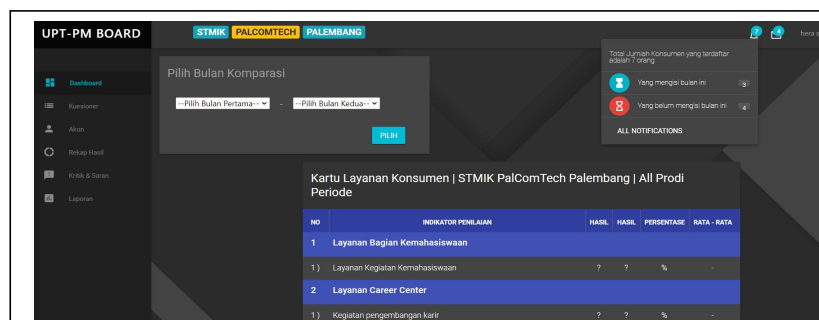 UPT-PM BOARD
STMIK PALCOMTECH PALEMBANG
7
4
hera s
Dashboard
Kuesioner
Akun
Rekap Hasil
Kritik & Saran
Laporan
Pilih Bulan Komparasi
--Pilih Bulan Pertama-- - --Pilih Bulan Kedua--
PILIH
Total Jumlah Konsumen yang terdaftar
adalah 7 orang
Yang mengisi bulan ini 3
Yang belum mengisi bulan ini 4
ALL NOTIFICATIONS
Kartu Layanan Konsumen | STMIK PalComTech Palembang | All Prodi
Periode
NO INDIKATOR PENILAIAN HASIL HASIL PERSENTASE RATA - RATA
1 Layanan Bagian Kemahasiswaan
1 ) Layanan Kegiatan Kemahasiswaan ? ? % -
2 Layanan Career Center
1 ) Kegiatan pengembangan karir ? ? % -